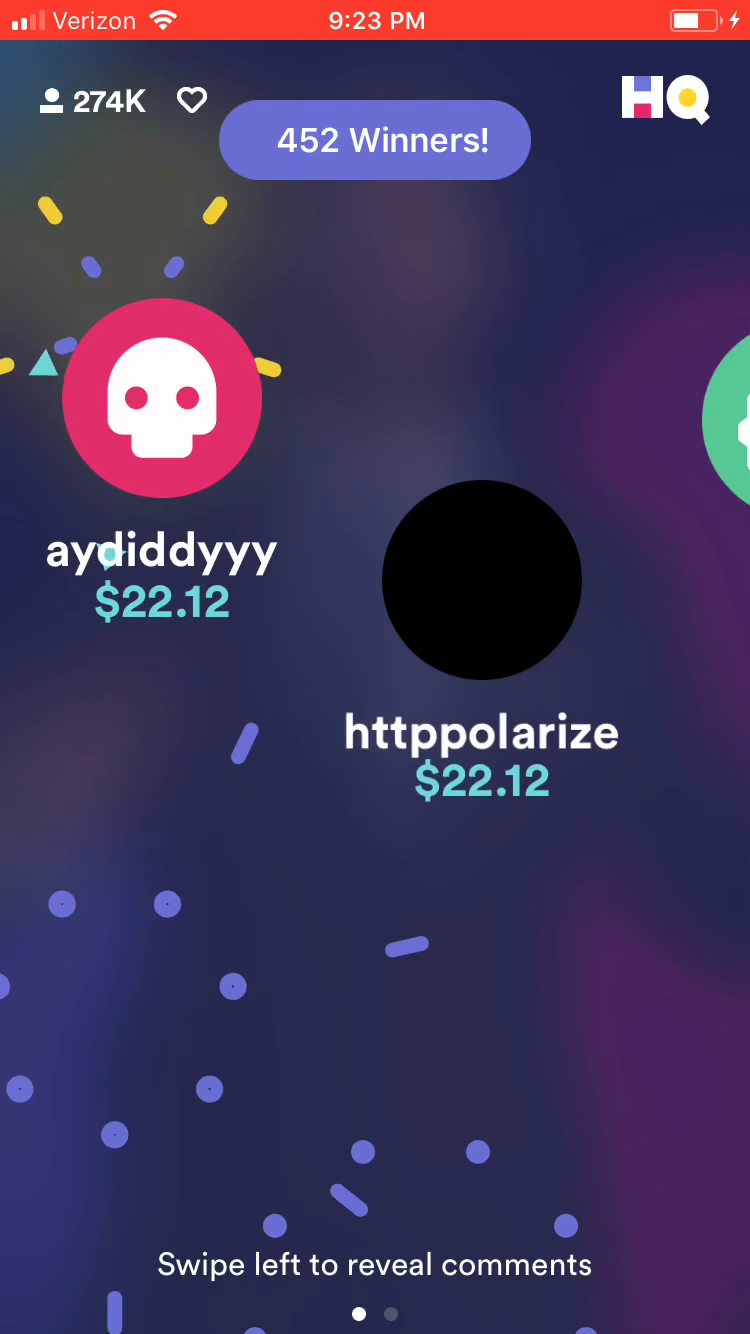 Verizon 9:23 PM
274K
HQ
452 Winners!
aydiddyyy
$22.12
httppolarize
$22.12
Swipe left to reveal comments